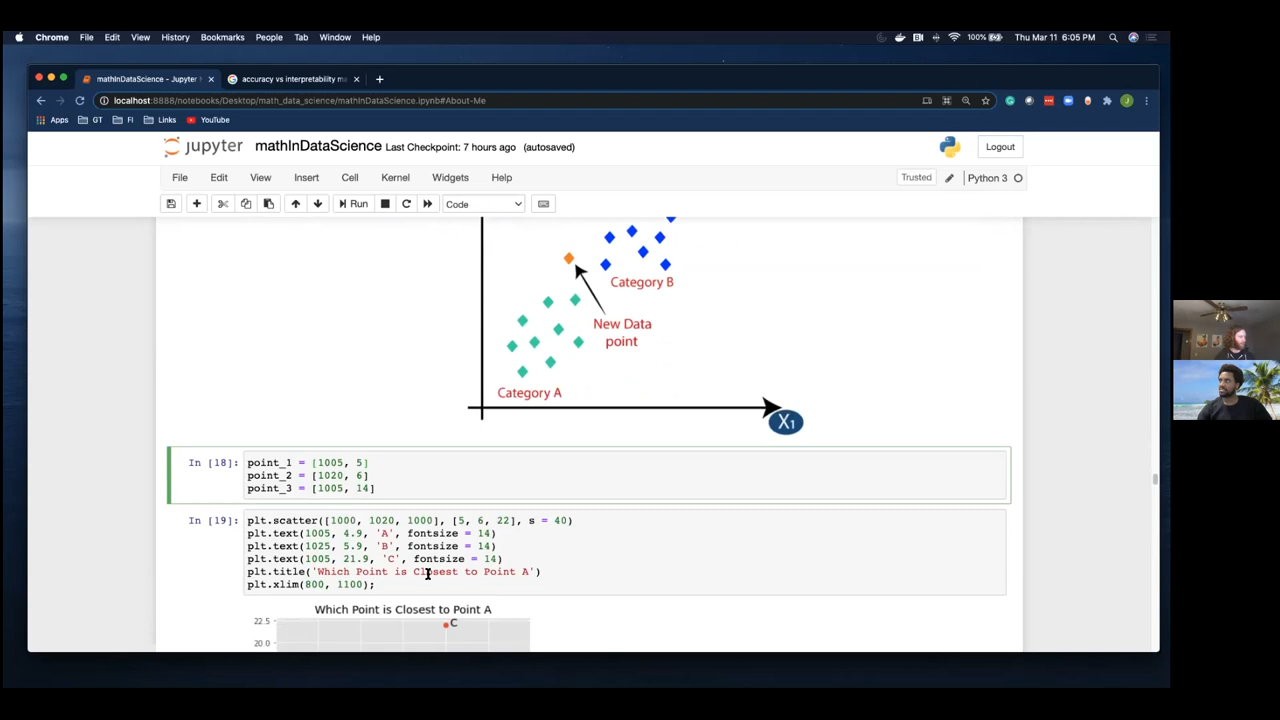 Chrome File Edit View History Bookmarks People Tab Window Help 100% Thu Mar 11 6:05 PM
mathInDataScience - Jupyter accuracy vs interpretability
localhost:8888/notebooks/Desktop/math_data_science/mathInDataScience.ipynb#About-Me
Apps GT FI Links YouTube
jupyter mathInDataScience Last Checkpoint: 7 hours ago (autosaved) Logout
File Edit View Insert Cell Kernel Widgets Help Trusted Python 3
Run Code
Category B
New Data
point
Category A
X1
In [18]: point_1 = [1005, 5]
point_2 = [1020, 6]
point_3 = [1005, 14]
In [19]: plt.scatter([1000, 1020, 1000], [5, 6, 22], s = 40)
plt.text(1005, 4.9, 'A', fontsize = 14)
plt.text(1025, 5.9, 'B', fontsize = 14)
plt.text(1005, 21.9, 'C', fontsize = 14)
plt.title('Which Point is Closest to Point A')
plt.xlim(800, 1100);
Which Point is Closest to Point A
22.5 C
20.0